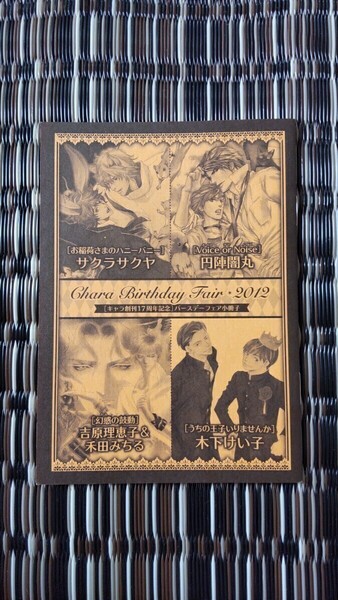 [お稲荷さまのハニーバニー]
サクラサクヤ
[Voice or Noise]
円陣闇丸
Chara Birthday Fair・2012
[キャラ創刊17周年記念]バースデーフェア小冊子
[幻惑の鼓動]
吉原理恵子&
禾田みちる
[うちの王子いりませんか]
木下けい子